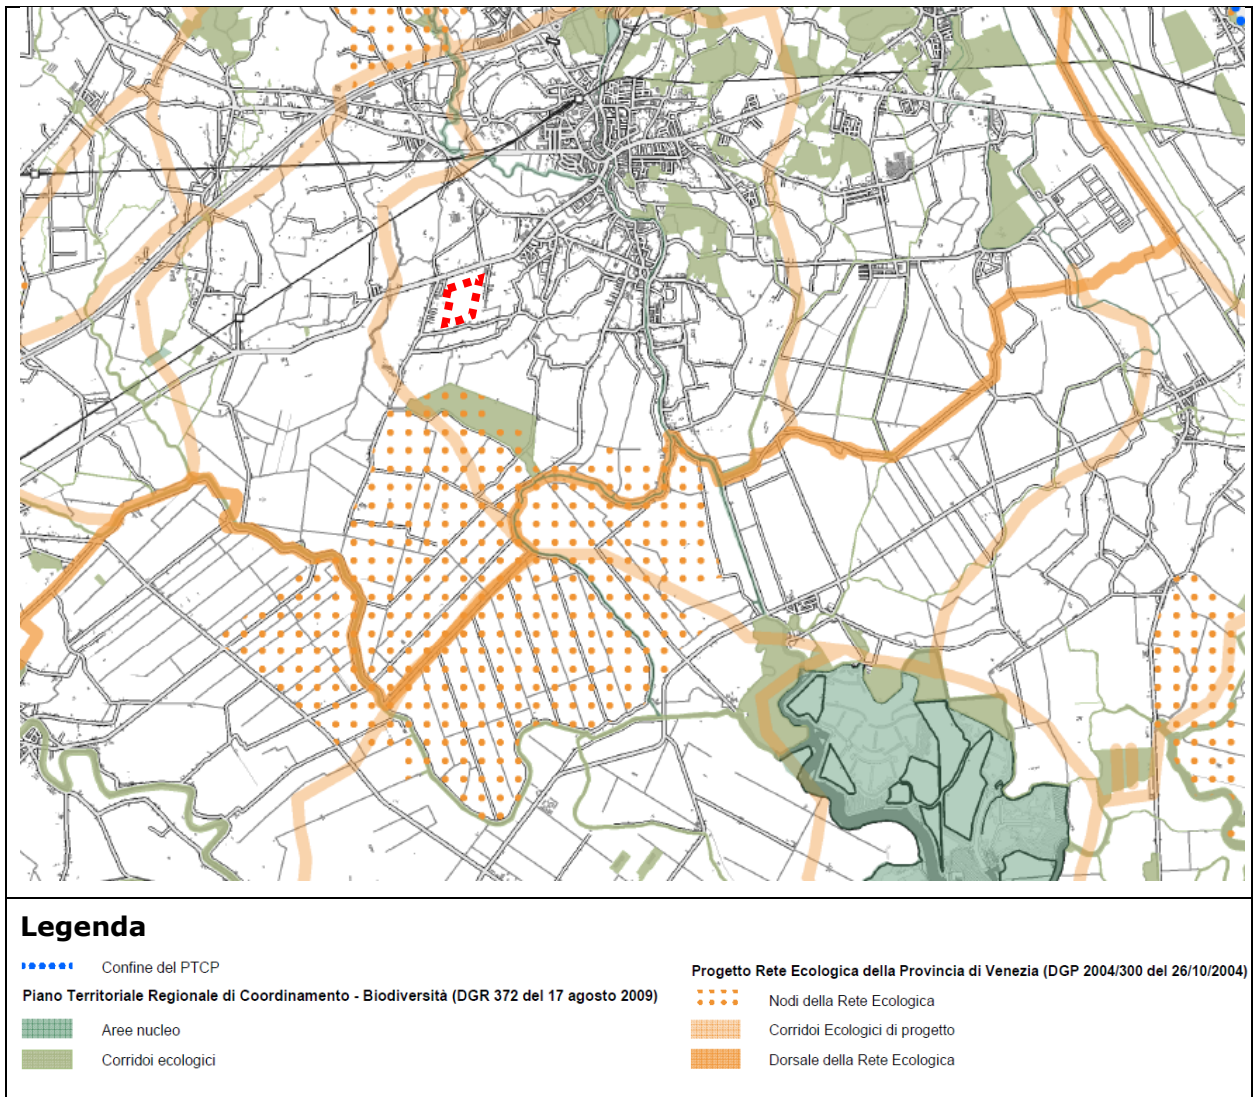 Legenda
Confine del PTCP
Piano Territoriale Regionale di Coordinamento - Biodiversità (DGR 372 del 17 agosto 2009)
Aree nucleo
Corridoi ecologici
Progetto Rete Ecologica della Provincia di Venezia (DGP 2004/300 del 26/10/2004)
Nodi della Rete Ecologica
Corridoi Ecologici di progetto
Dorsale della Rete Ecologica